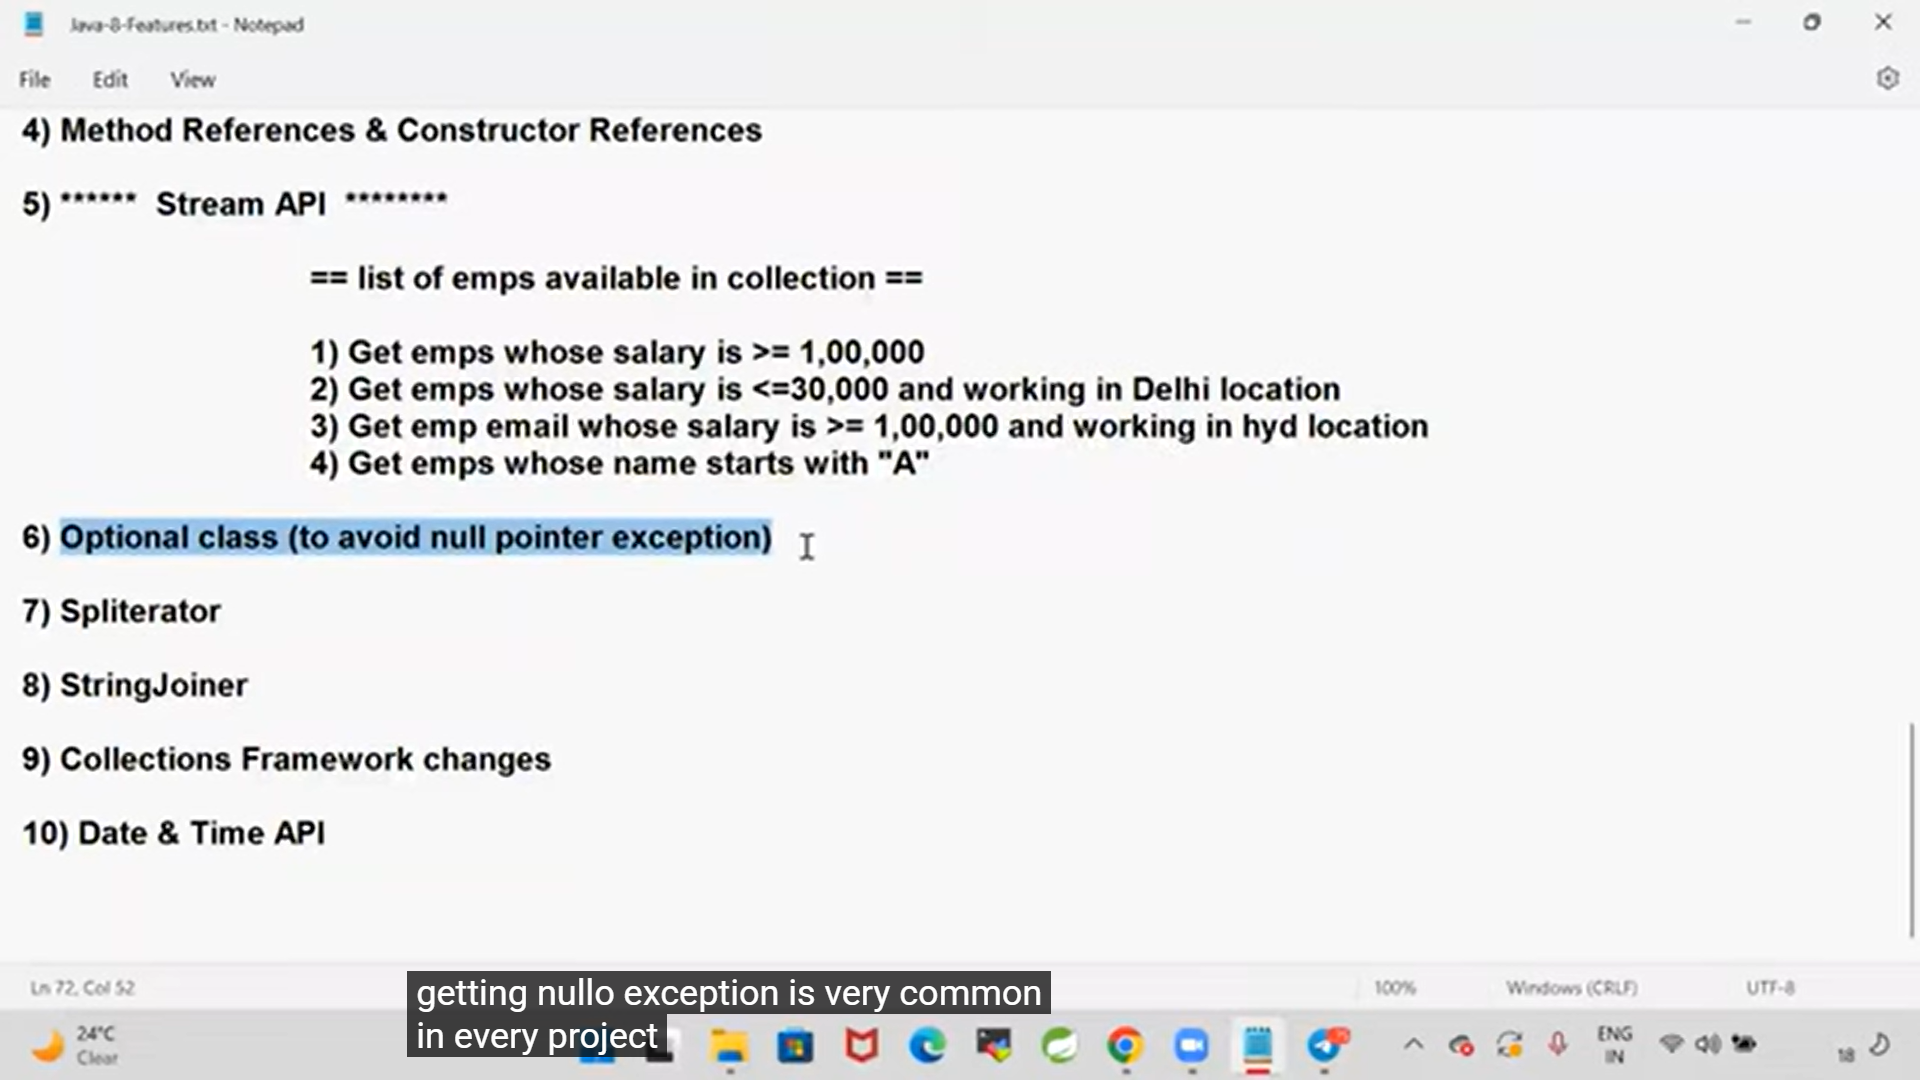 Java-8-Features.txt - Notepad
File Edit View
4) Method References & Constructor References
5) ****** Stream API ********
== list of emps available in collection ==
1) Get emps whose salary is >= 1,00,000
2) Get emps whose salary is <=30,000 and working in Delhi location
3) Get emp email whose salary is >= 1,00,000 and working in hyd location
4) Get emps whose name starts with "A"
6) Optional class (to avoid null pointer exception)
7) Spliterator
8) StringJoiner
9) Collections Framework changes
10) Date & Time API
Ln 72, Col 52 100% Windows (CRLF) UTF-8
getting nullo exception is very common
in every project
24°C
Clear
ENG
IN
18